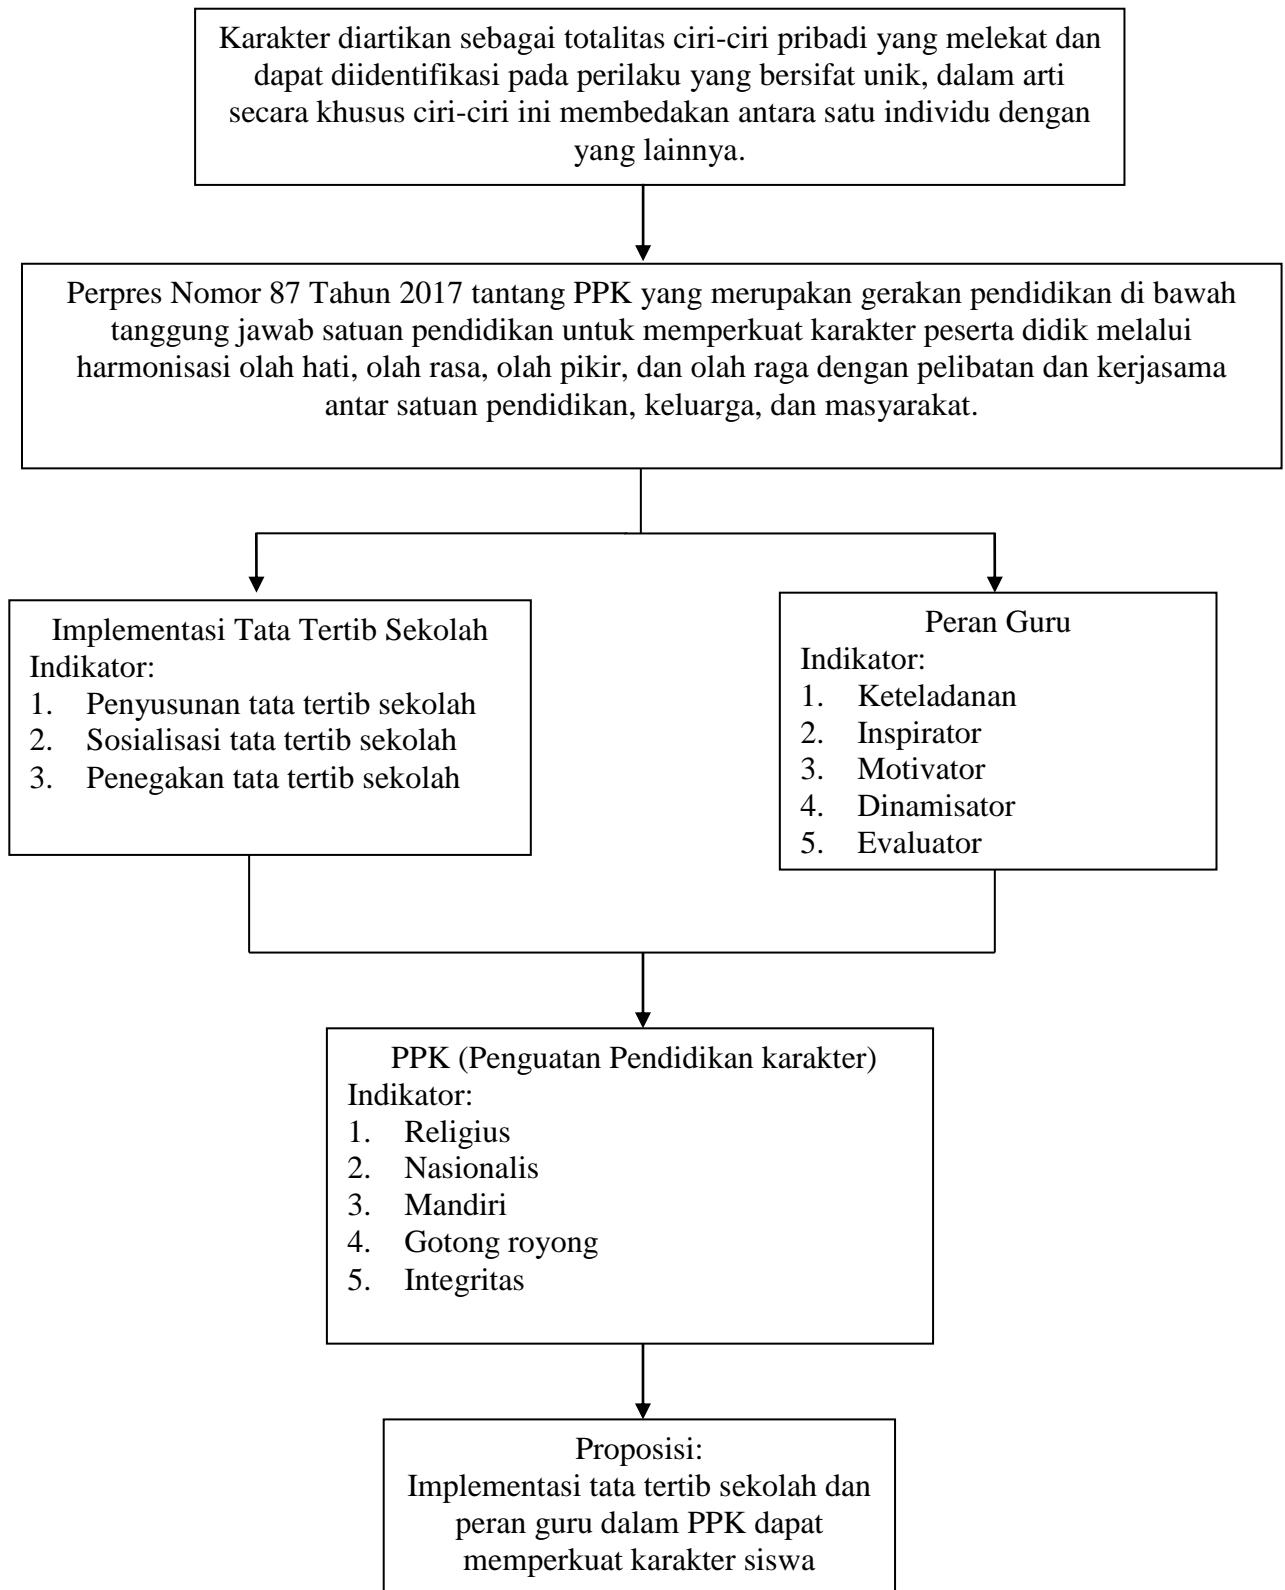 Karakter diartikan sebagai totalitas ciri-ciri pribadi yang melekat dan
dapat diidentifikasi pada perilaku yang bersifat unik, dalam arti
secara khusus ciri-ciri ini membedakan antara satu individu dengan
yang lainnya.
Perpres Nomor 87 Tahun 2017 tantang PPK yang merupakan gerakan pendidikan di bawah
tanggung jawab satuan pendidikan untuk memperkuat karakter peserta didik melalui
harmonisasi olah hati, olah rasa, olah pikir, dan olah raga dengan pelibatan dan kerjasama
antar satuan pendidikan, keluarga, dan masyarakat.
Implementasi Tata Tertib Sekolah
Indikator:
1. Penyusunan tata tertib sekolah
2. Sosialisasi tata tertib sekolah
3. Penegakan tata tertib sekolah
Peran Guru
Indikator:
1. Keteladanan
2. Inspirator
3. Motivator
4. Dinamisator
5. Evaluator
PPK (Penguatan Pendidikan karakter)
Indikator:
1. Religius
2. Nasionalis
3. Mandiri
4. Gotong royong
5. Integritas
Proposisi:
Implementasi tata tertib sekolah dan
peran guru dalam PPK dapat
memperkuat karakter siswa